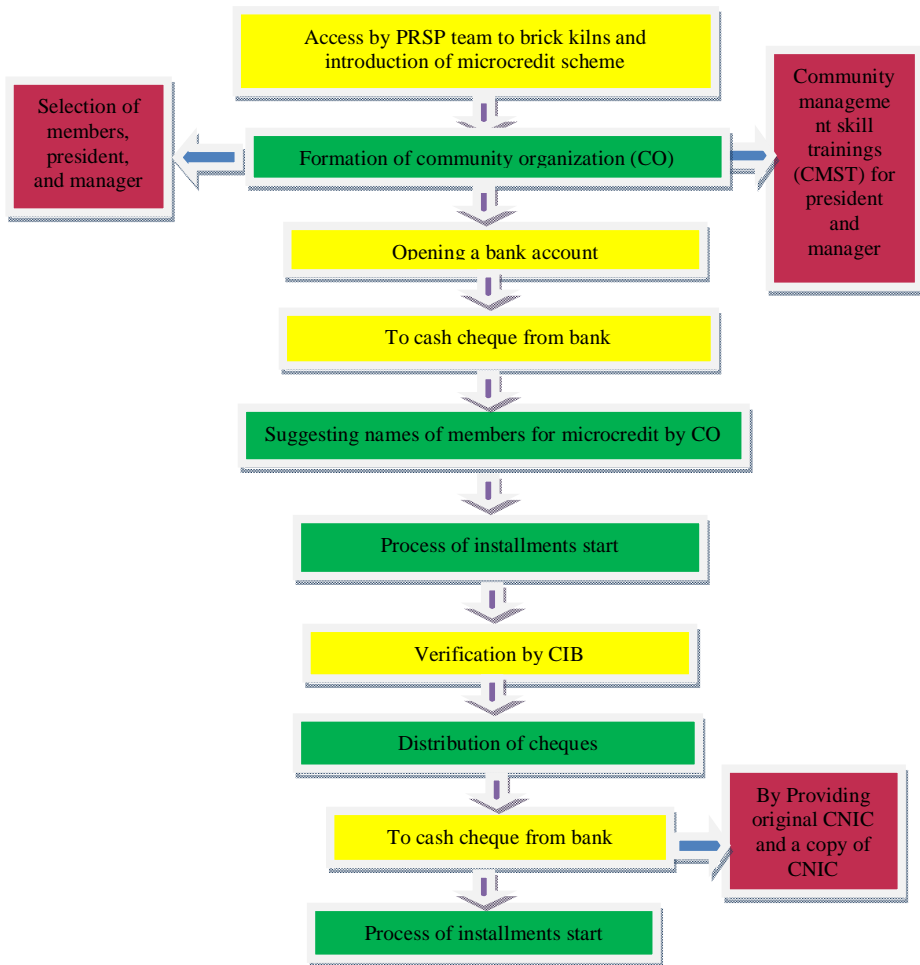 Access by PRSP team to brick kilns and
introduction of microcredit scheme
Selection of
members,
president,
and manager
Formation of community organization (CO)
Community
manageme
nt skill
trainings
(CMST) for
president
and
manager
Opening a bank account
To cash cheque from bank
Suggesting names of members for microcredit by CO
Process of installments start
Verification by CIB
Distribution of cheques
To cash cheque from bank
By Providing
original CNIC
and a copy of
CNIC
Process of installments start